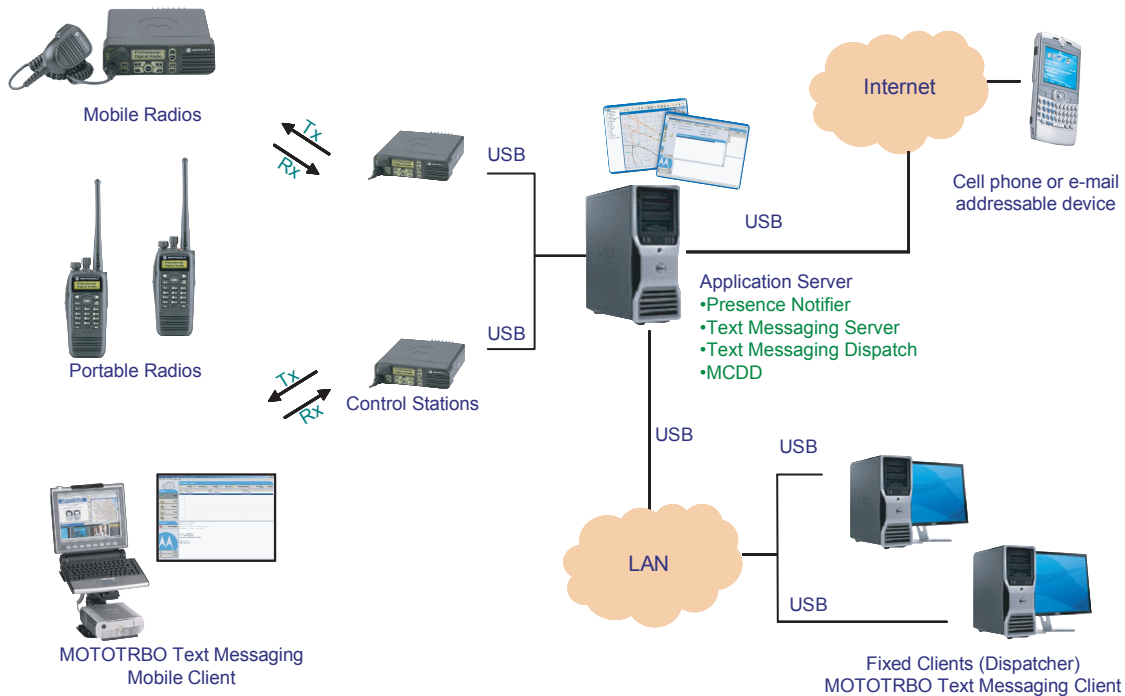 Internet
Cell phone or e-mail
addressable device
Mobile Radios
Tx
Rx
USB
USB
Application Server
•Presence Notifier
•Text Messaging Server
•Text Messaging Dispatch
•MCDD
Portable Radios
USB
Tx
Rx
Control Stations
USB
USB
LAN
USB
MOTOTRBO Text Messaging
Mobile Client
Fixed Clients (Dispatcher)
MOTOTRBO Text Messaging Client